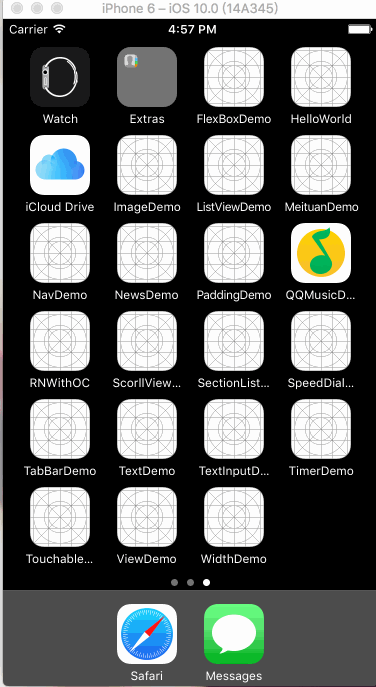 iPhone 6 – iOS 10.0 (14A345)
Carrier 4:57 PM
Watch Extras FlexBoxDemo HelloWorld
iCloud Drive ImageDemo ListViewDemo MeituanDemo
NavDemo NewsDemo PaddingDemo QQMusicD...
RNWithOC ScorllView... SectionList... SpeedDial...
TabBarDemo TextDemo TextInputD... TimerDemo
Touchable... ViewDemo WidthDemo
Safari Messages